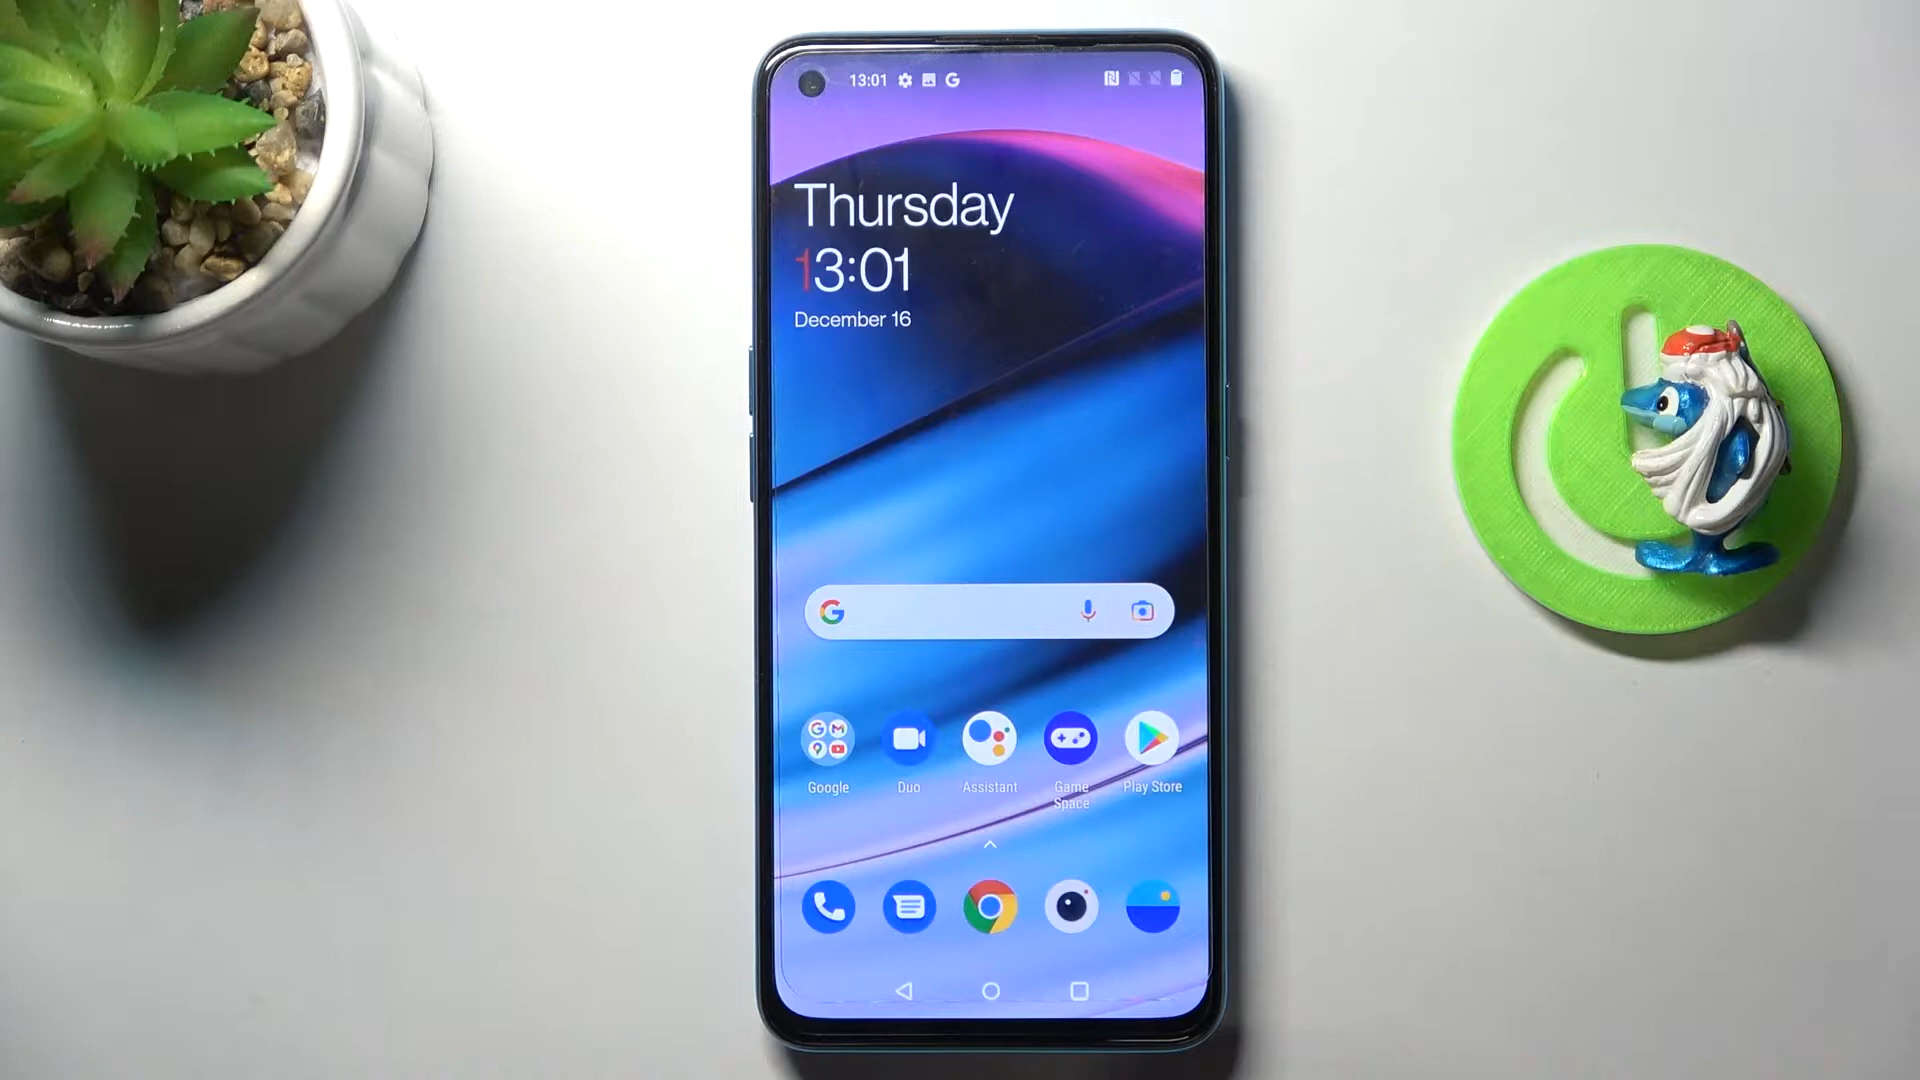 13:01
Thursday
13:01
December 16
Google
Duo
Assistant
Game
Space
Play Store